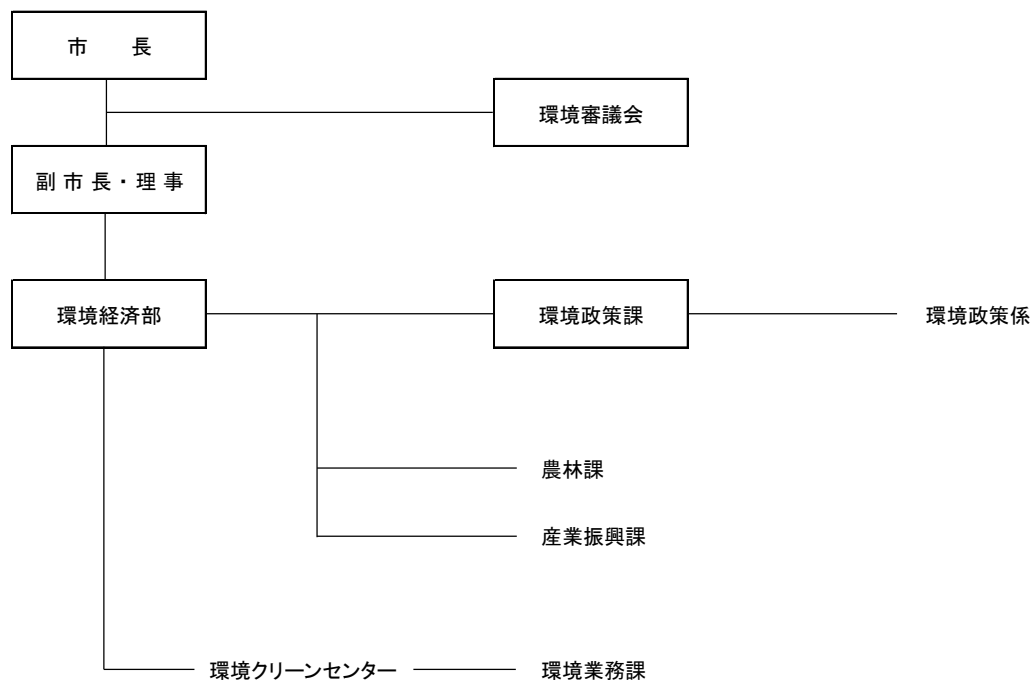 市　　長
環境審議会
副 市 長 ・ 理 事
環境経済部
環境政策課
環境政策係
農林課
産業振興課
環境クリーンセンター
環境業務課